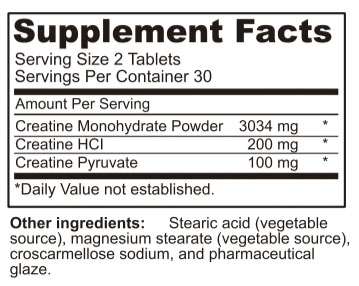 Supplement Facts
Serving Size 2 Tablets
Servings Per Container 30
Amount Per Serving
Creatine Monohydrate Powder 3034 mg *
Creatine HCl 200 mg *
Creatine Pyruvate 100 mg *
*Daily Value not established.
Other ingredients: Stearic acid (vegetable
source), magnesium stearate (vegetable source),
croscarmellose sodium, and pharmaceutical
glaze.